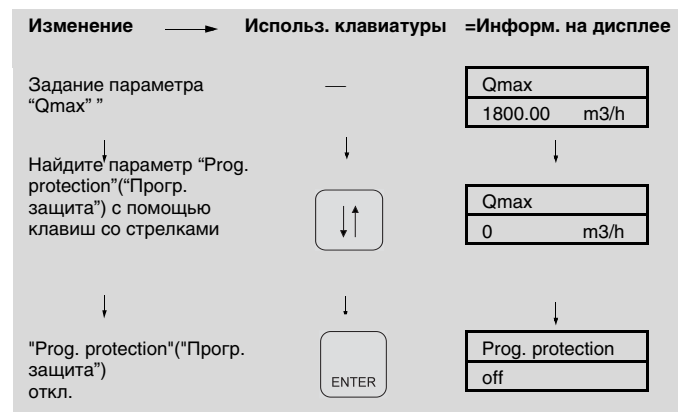 Изменение Использ. клавиатуры =Информ. на дисплее
Задание параметра
“Qmax” ”
—
Qmax
1800.00 m3/h
Найдите параметр “Prog.
protection”(“Прогр.
защита”) с помощью
клавиш со стрелками
Qmax
0 m3/h
"Prog. protection"("Прогр.
защита”)
откл.
ENTER
Prog. protection
off